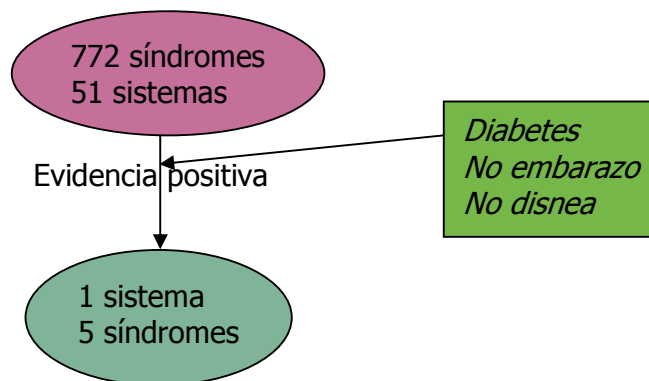 772 síndromes
51 sistemas
Diabetes
No embarazo
No disnea
Evidencia positiva
1 sistema
5 síndromes